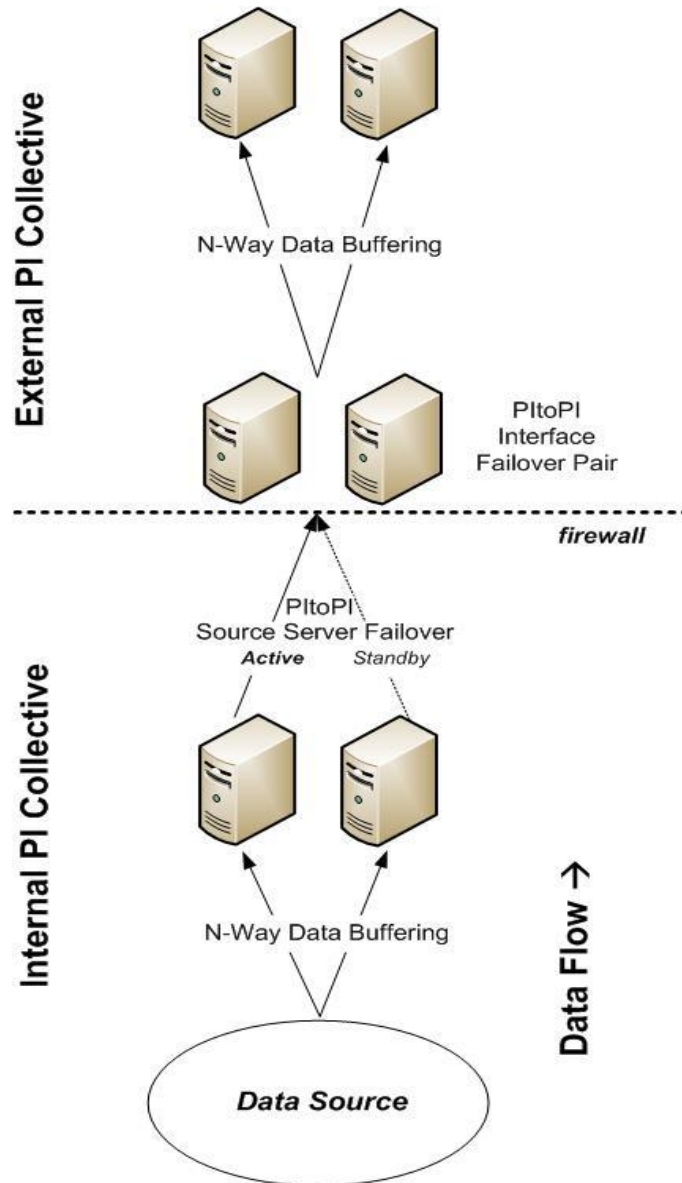 External PI Collective
N-Way Data Buffering
PItoPI
Interface
Failover Pair
firewall
PItoPI
Source Server Failover
Active Standby
Internal PI Collective
N-Way Data Buffering
Data Flow →
Data Source